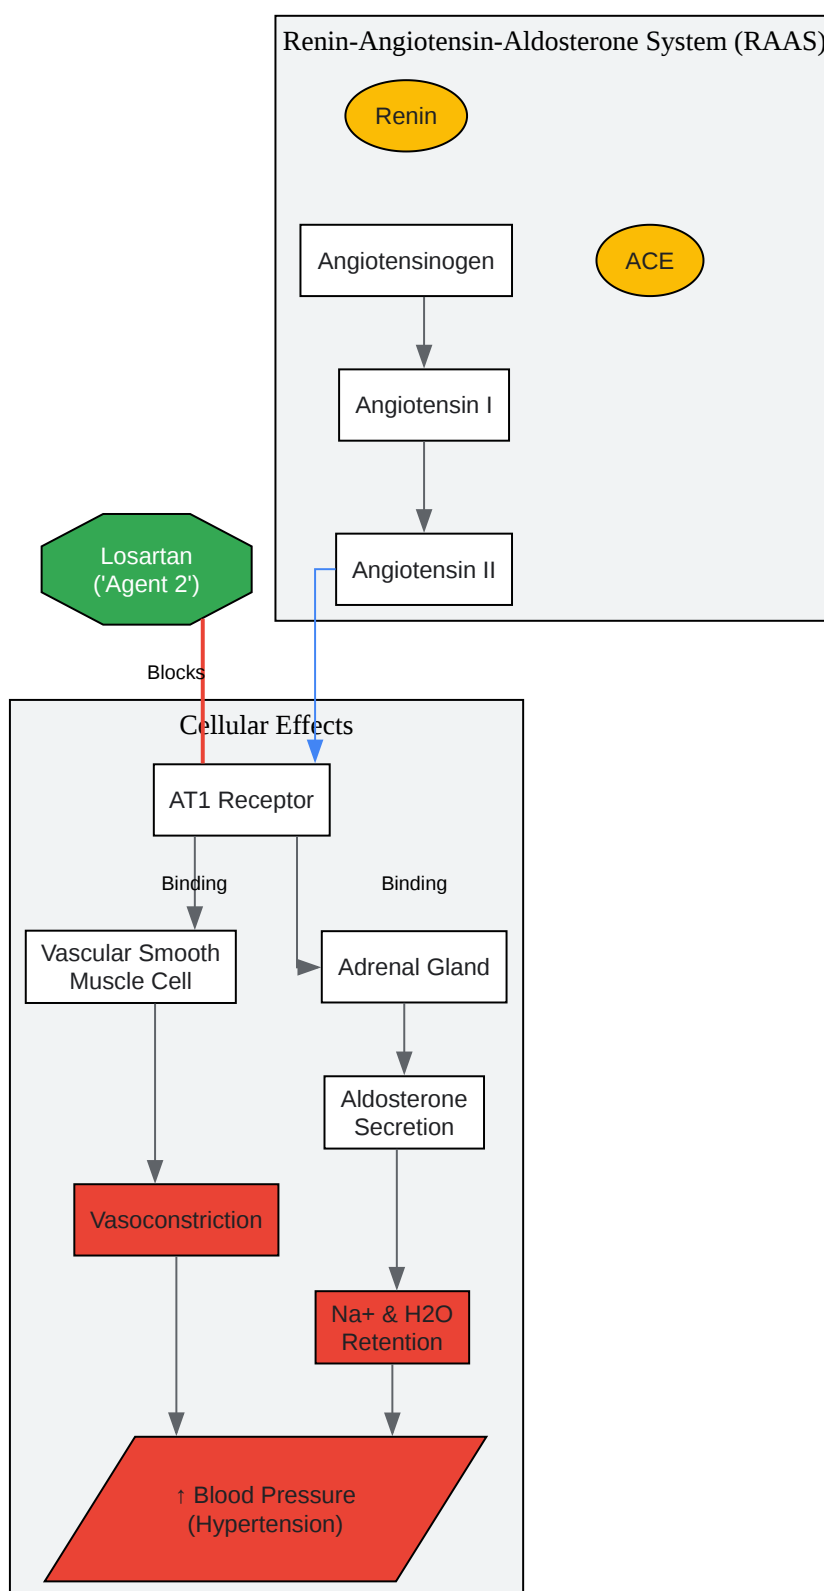 Renin-Angiotensin-Aldosterone System (RAAS)
Renin
Angiotensinogen
ACE
Angiotensin I
Losartan
('Agent 2')
Angiotensin II
Blocks
Cellular Effects
AT1 Receptor
Binding
Binding
Vascular Smooth
Muscle Cell
Adrenal Gland
Aldosterone
Secretion
Vasoconstriction
Na+ & H2O
Retention
↑ Blood Pressure
(Hypertension)